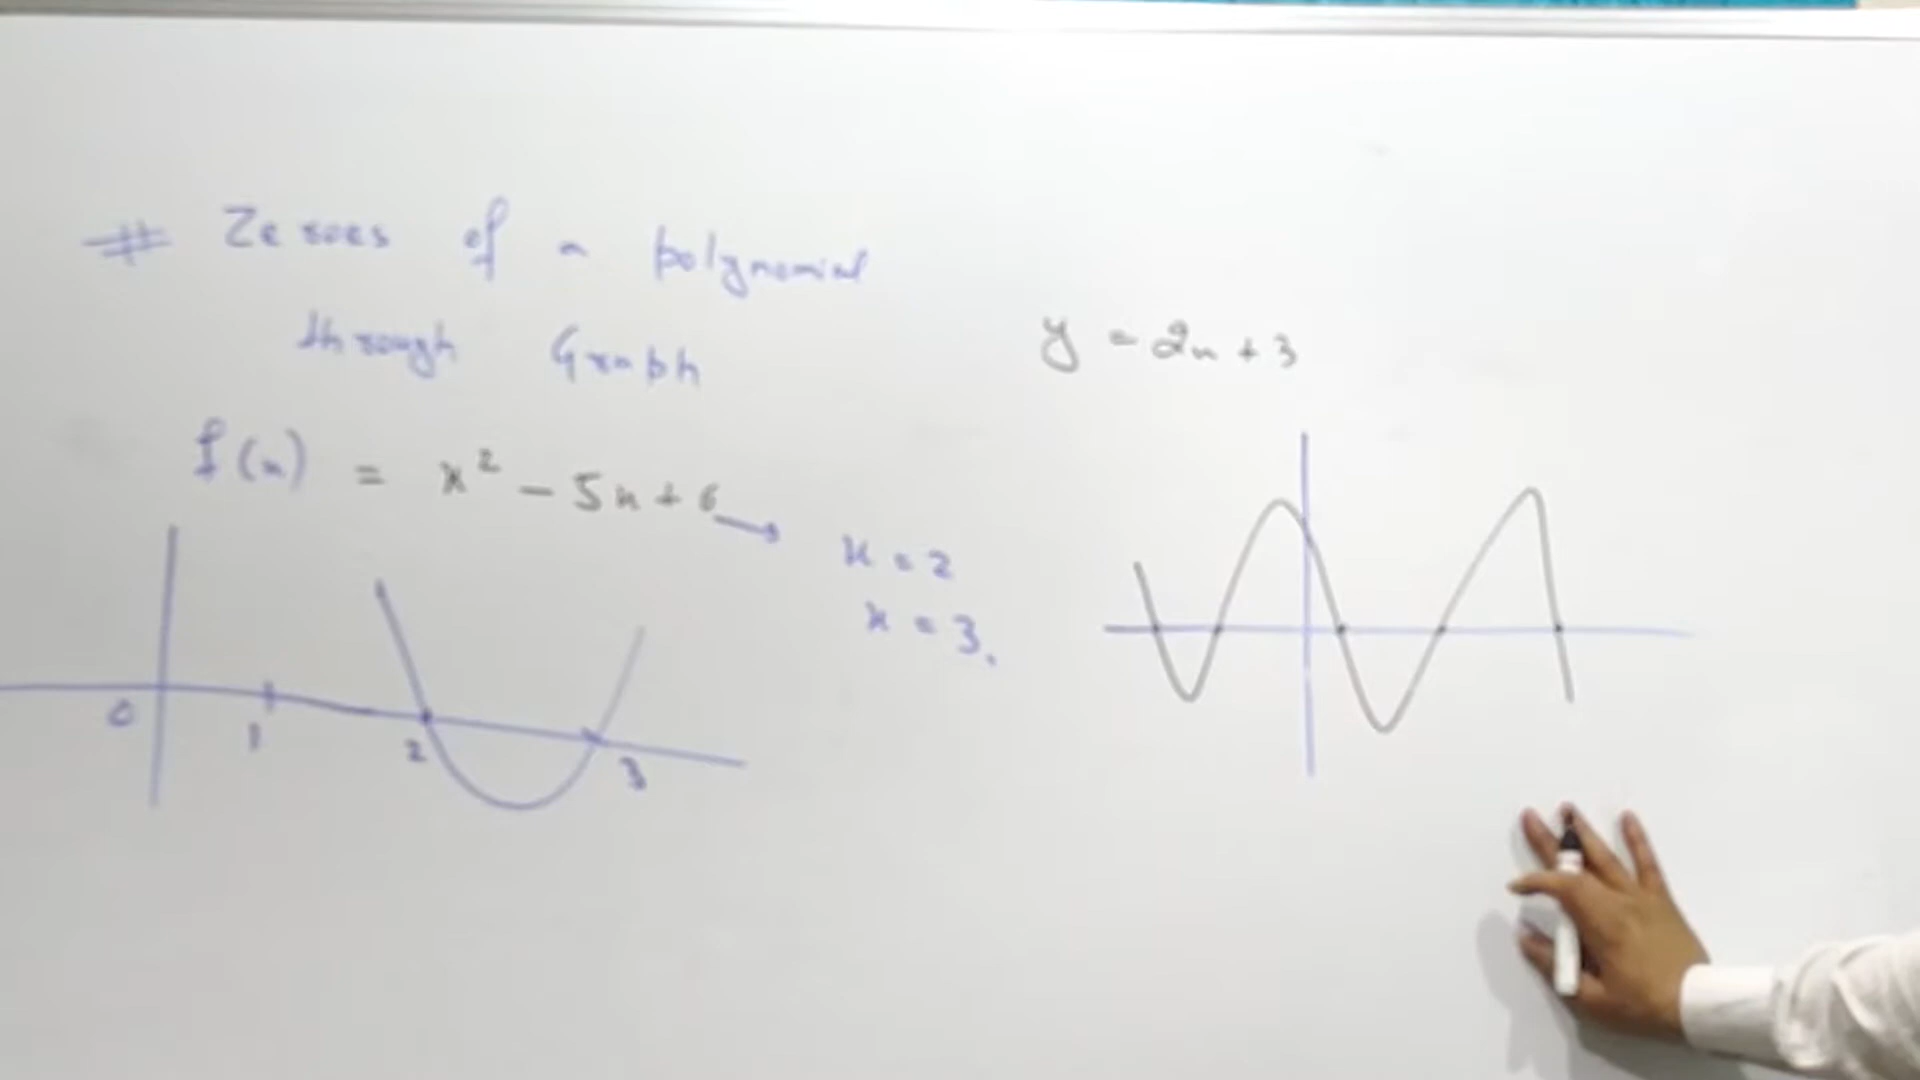 # Zeroes of a polynomial
through Graph
f(x) = x² - 5x + 6
x = 2
x = 3.
0 1 2 3
y = 2x + 3